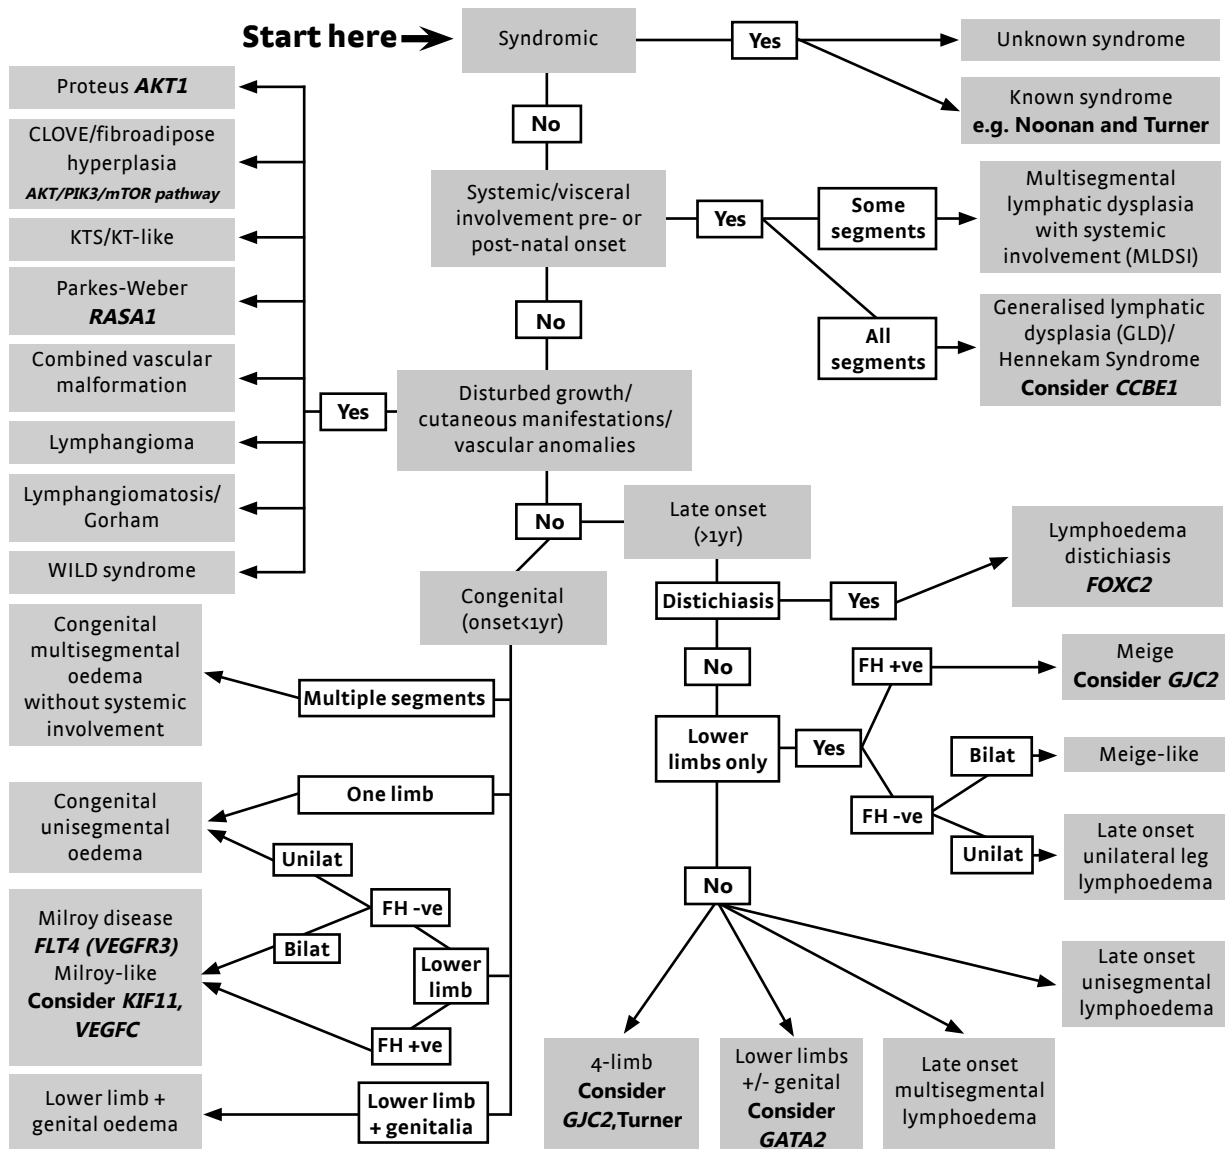 Start here
Syndromic
Yes
Unknown syndrome
Known syndrome
e.g. Noonan and Turner
No
Systemic/visceral
involvement pre- or
post-natal onset
Yes
Some
segments
Multisegmental
lymphatic dysplasia
with systemic
involvement (MLDSI)
All
segments
Generalised lymphatic
dysplasia (GLD)/
Hennekam Syndrome
Consider CCBE1
No
Disturbed growth/
cutaneous manifestations/
vascular anomalies
Yes
Proteus AKT1
CLOVE/fibroadipose
hyperplasia
AKT/PIK3/mTOR pathway
KTS/KT-like
Parkes-Weber
RASA1
Combined vascular
malformation
Lymphangioma
Lymphangiomatosis/
Gorham
WILD syndrome
No
Congenital
(onset<1yr)
Multiple segments
Congenital
multisegmental
oedema
without systemic
involvement
One limb
Congenital
unisegmental
oedema
Lower
limb
FH -ve
Unilat
Bilat
FH +ve
Milroy disease
FLT4 (VEGFR3)
Milroy-like
Consider KIF11,
VEGFC
Lower limb
+ genitalia
Lower limb +
genital oedema
Late onset
(>1yr)
Distichiasis
Yes
Lymphoedema
distichiasis
FOXC2
No
Lower
limbs only
Yes
FH +ve
Meige
Consider GJC2
FH -ve
Bilat
Meige-like
Unilat
Late onset
unilateral leg
lymphoedema
No
4-limb
Consider
GJC2,Turner
Lower limbs
+/- genital
Consider
GATA2
Late onset
multisegmental
lymphoedema
Late onset
unisegmental
lymphoedema